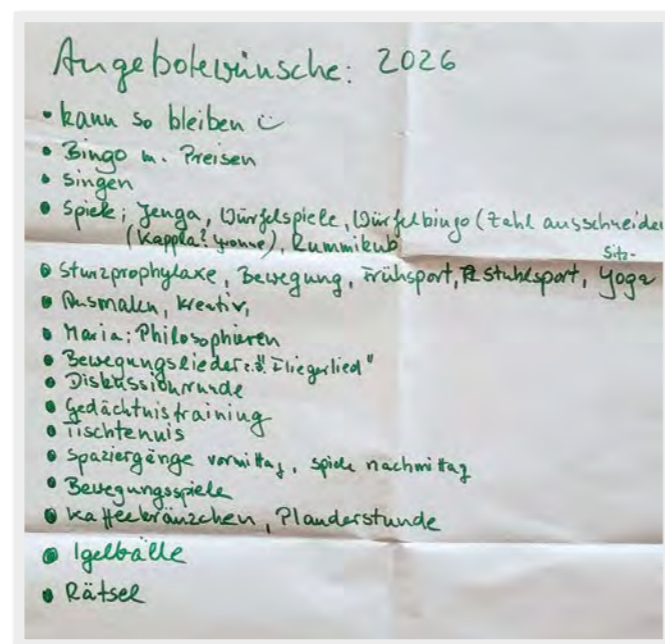 Angebotewünsche: 2026
• kann so bleiben ü
• Bingo m. Preisen
• singen
• Spiele; Jenga, Würfelspiele, Würfelbingo (Zahl ausschneiden
(Kappla? Yvonne), Rummikub
Sitz-
• Sturzprophylaxe, Bewegung, Frühsport, Stuhlsport, Yoga
• Ausmalen, kreativ,
• Maria; Philosophieren
• Bewegungslieder z.B. "Fliegerlied"
• Diskussionrunde
• Gedächtnistraining
• Tischtennis
• Spaziergänge vormittag, spiele nachmittag
• Bewegungsspiele
• Kaffeekränzchen, Plauderstunde
• Igelbälle
• Rätsel